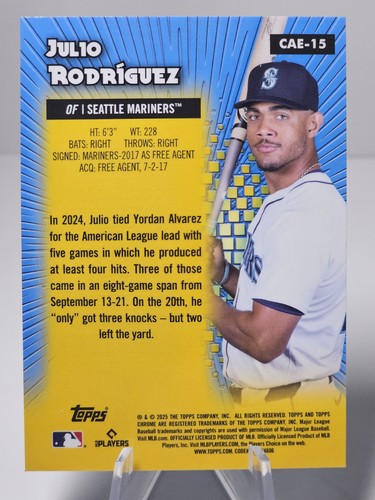 JULIO
RODRÍGUEZ
CAE-15
OF | SEATTLE MARINERS™
HT: 6'3" WT: 228
BATS: RIGHT THROWS: RIGHT
SIGNED: MARINERS-2017 AS FREE AGENT
ACQ: FREE AGENT, 7-2-17
In 2024, Julio tied Yordan Alvarez
for the American League lead with
five games in which he produced
at least four hits. Three of those
came in an eight-game span from
September 13-21. On the 20th, he
"only" got three knocks – but two
left the yard.
S
Topps
PLAYERS
® & © 2025 THE TOPPS COMPANY, INC. ALL RIGHTS RESERVED. TOPPS AND TOPPS
CHROME ARE REGISTERED TRADEMARKS OF THE TOPPS COMPANY, INC. Major League
Baseball trademarks and copyrights are used with permission of Major League Baseball.
Visit MLB.com. OFFICIALLY LICENSED PRODUCT OF MLB. OFFICIALLY LICENSED PRODUCT of MLB
Players, Inc. Visit MLBPLAYERS.com, the Players Choice on the web.
WWW.TOPPS.COM. CODE#